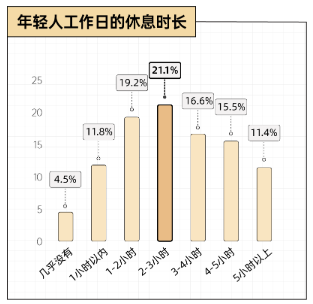 年轻人工作日的休息时长
25
20
15
10
5
0
4.5%
11.8%
19.2%
21.1%
16.6%
15.5%
11.4%
几乎没有
1小时以内
1-2小时
2-3小时
3-4小时
4-5小时
5小时以上